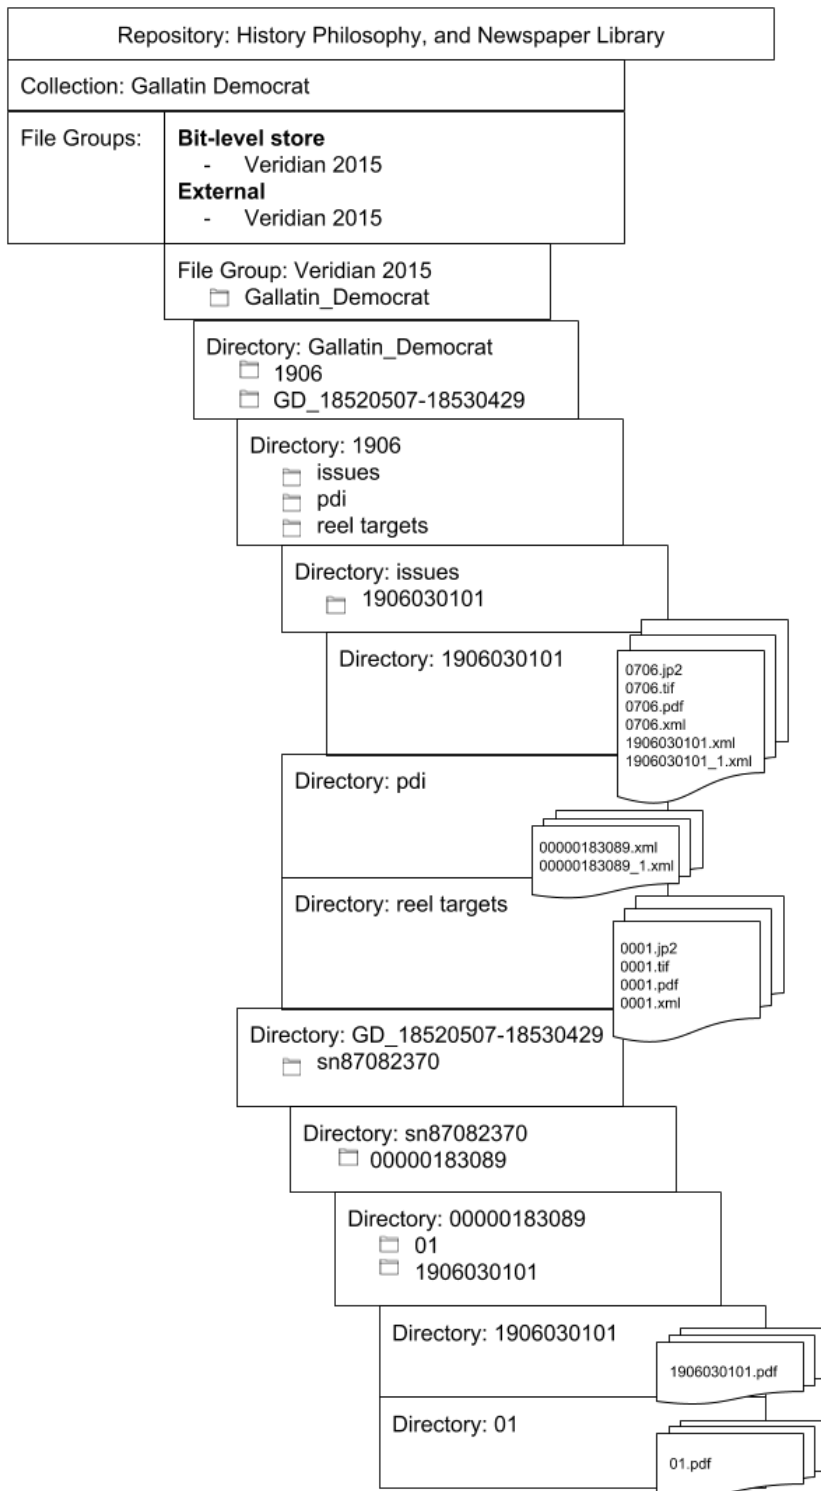 Repository: History Philosophy, and Newspaper Library
Collection: Gallatin Democrat
File Groups:
Bit-level store
- Veridian 2015
External
- Veridian 2015
File Group: Veridian 2015
Gallatin_Democrat
Directory: Gallatin_Democrat
1906
GD_18520507-18530429
Directory: 1906
issues
pdi
reel targets
Directory: issues
1906030101
Directory: 1906030101
0706.jp2
0706.tif
0706.pdf
0706.xml
1906030101.xml
1906030101_1.xml
Directory: pdi
00000183089.xml
00000183089_1.xml
Directory: reel targets
0001.jp2
0001.tif
0001.pdf
0001.xml
Directory: GD_18520507-18530429
sn87082370
Directory: sn87082370
00000183089
Directory: 00000183089
01
1906030101
Directory: 1906030101
1906030101.pdf
Directory: 01
01.pdf